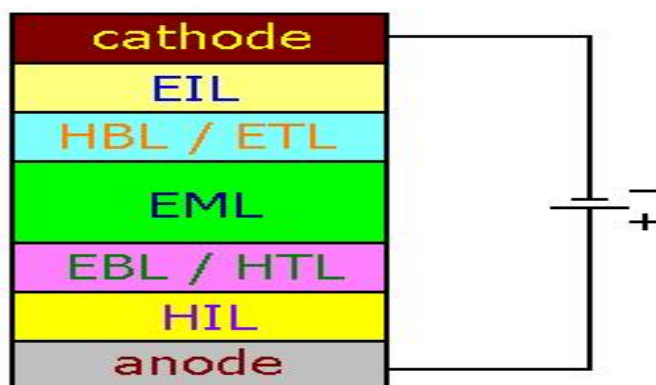 cathode
EIL
HBL / ETL
EML
EBL / HTL
HIL
anode
−
+